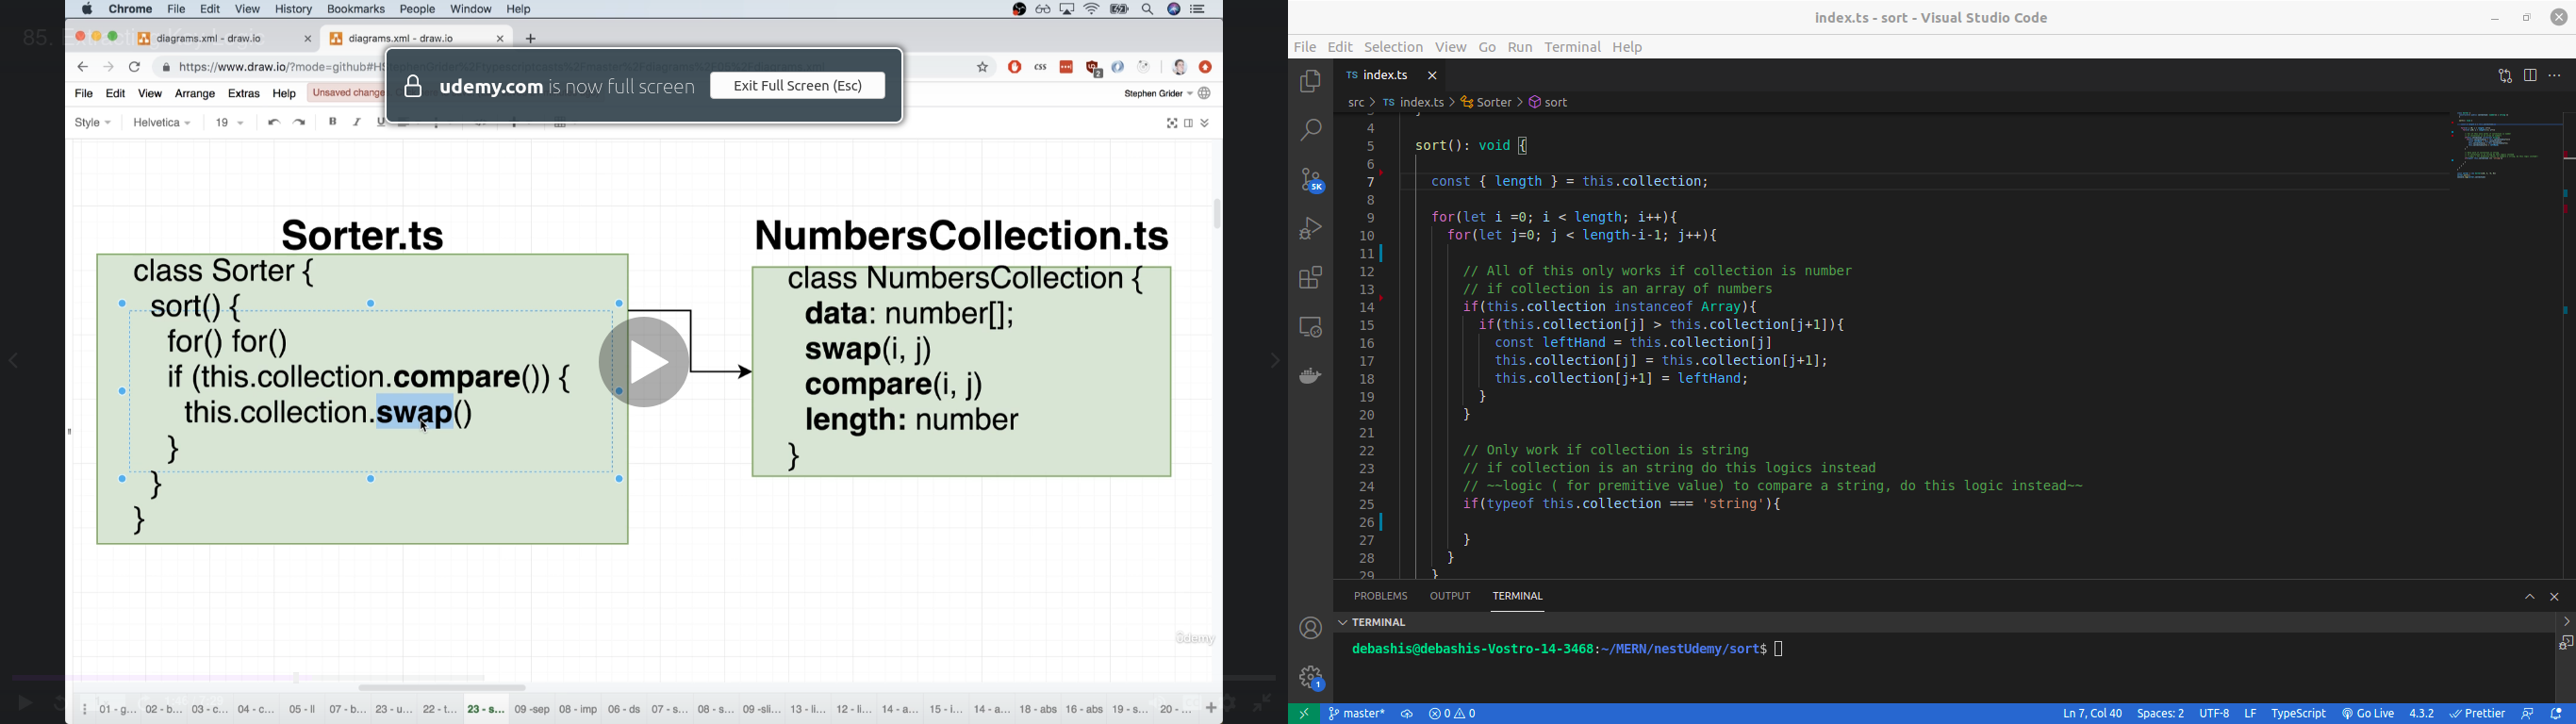 Chrome File Edit View History Bookmarks People Window Help
85.
diagrams.xml - draw.io
diagrams.xml - draw.io
https://www.draw.io/?mode=github#H
css
2
udemy.com is now full screen
Exit Full Screen (Esc)
File Edit View Arrange Extras Help
Unsaved change
Stephen Grider
Style Helvetica 19 B I U
Sorter.ts
class Sorter {
sort() {
for() for()
if (this.collection.compare()) {
this.collection.swap()
}
}
}
NumbersCollection.ts
class NumbersCollection {
data: number[];
swap(i, j)
compare(i, j)
length: number
}
udemy
01 - g... 02 - b... 03 - c... 04 - c... 05 - ll 07 - b... 23 - u... 22 - t... 23 - s... 09 -sep 08 - imp 06 - ds 07 - s... 08 - s... 09 -sli... 13 - li... 12 - li... 14 - a... 18 - abs 15 - i... 14 - a... 16 - abs 19 - s... 20 - ...
index.ts - sort - Visual Studio Code
File Edit Selection View Go Run Terminal Help
TS index.ts
src > TS index.ts > Sorter > sort
5K
4
5 sort(): void {
6
7 const { length } = this.collection;
8
9 for(let i =0; i < length; i++){
10 for(let j=0; j < length-i-1; j++){
11
12 // All of this only works if collection is number
13 // if collection is an array of numbers
14 if(this.collection instanceof Array){
15 if(this.collection[j] > this.collection[j+1]){
16 const leftHand = this.collection[j]
17 this.collection[j] = this.collection[j+1];
18 this.collection[j+1] = leftHand;
19 }
20 }
21
22 // Only work if collection is string
23 // if collection is an string do this logics instead
24 // ~~logic ( for premitive value) to compare a string, do this logic instead~~
25 if(typeof this.collection === 'string'){
26
27 }
28 }
29 }
PROBLEMS OUTPUT TERMINAL
TERMINAL
debashis@debashis-Vostro-14-3468:~/MERN/nestUdemy/sort$
1
master* 0 0
Ln 7, Col 40 Spaces: 2 UTF-8 LF TypeScript Go Live 4.3.2 Prettier